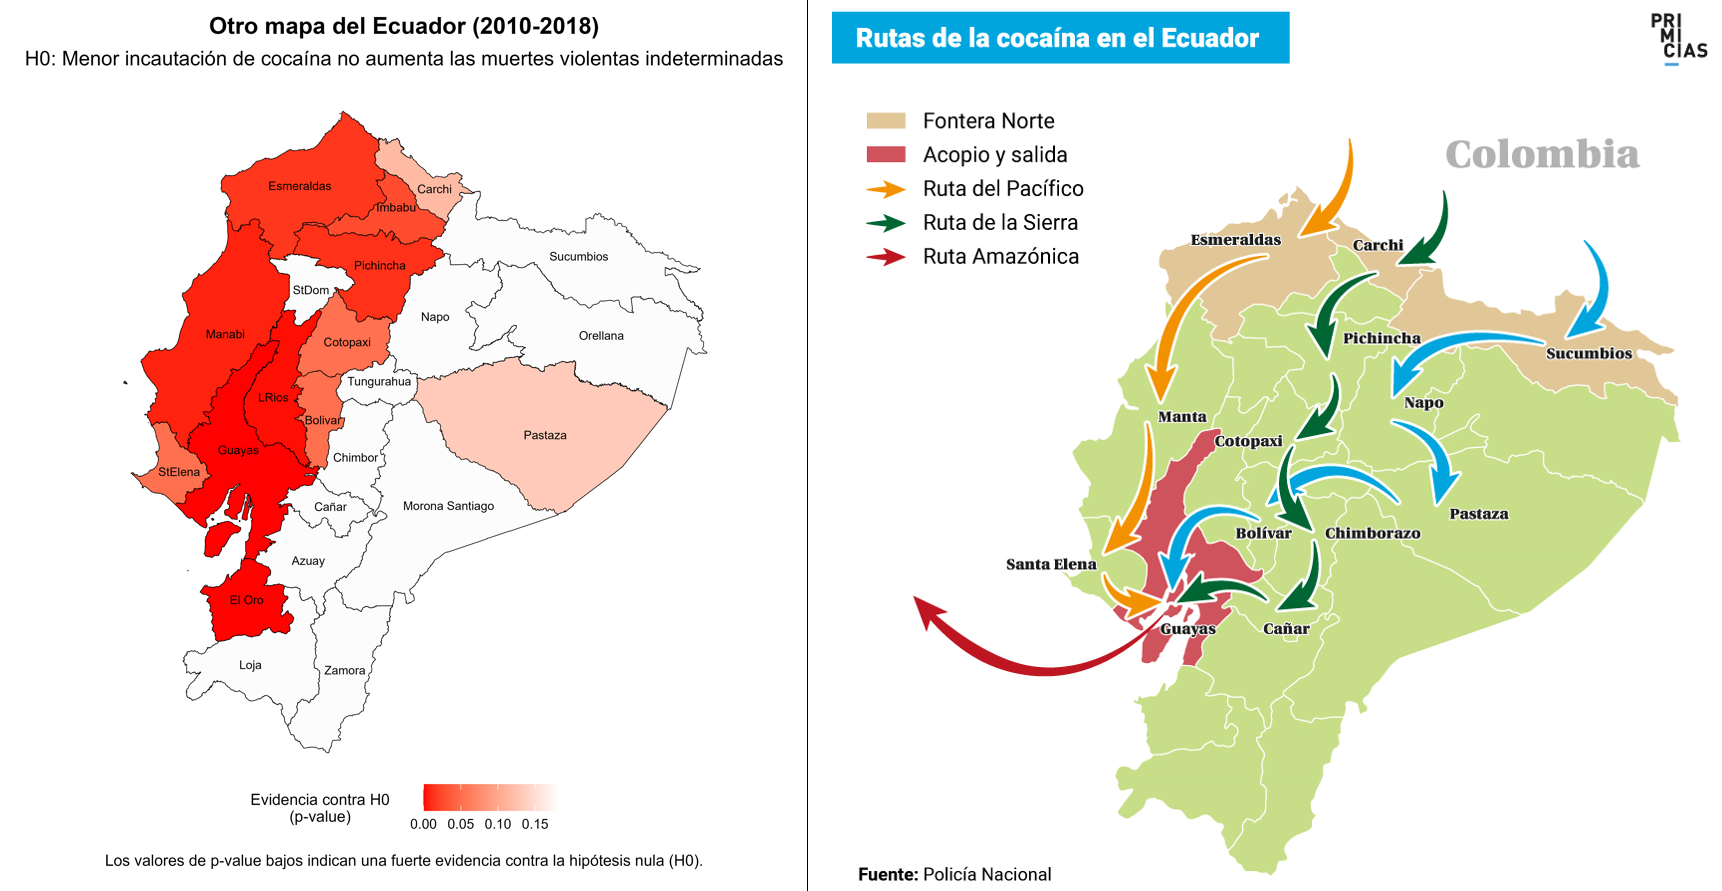 Otro mapa del Ecuador (2010-2018)
H0: Menor incautación de cocaína no aumenta las muertes violentas indeterminadas
Esmeraldas
Carchi
Imbabu
Pichincha
Sucumbios
StDom
Napo
Orellana
Manabi
Cotopaxi
Tungurahua
LRios
Bolivar
Pastaza
Guayas
Chimbor
StElena
Cañar
Morona Santiago
Azuay
El Oro
Loja
Zamora
Evidencia contra H0
(p-value)
0.00 0.05 0.10 0.15
Los valores de p-value bajos indican una fuerte evidencia contra la hipótesis nula (H0).
Rutas de la cocaína en el Ecuador
PRI
MI
CIAS
Fontera Norte
Acopio y salida
Ruta del Pacífico
Ruta de la Sierra
Ruta Amazónica
Colombia
Esmeraldas
Carchi
Pichincha
Sucumbios
Napo
Manta
Cotopaxi
Pastaza
Bolívar
Chimborazo
Santa Elena
Guayas
Cañar
Fuente: Policía Nacional